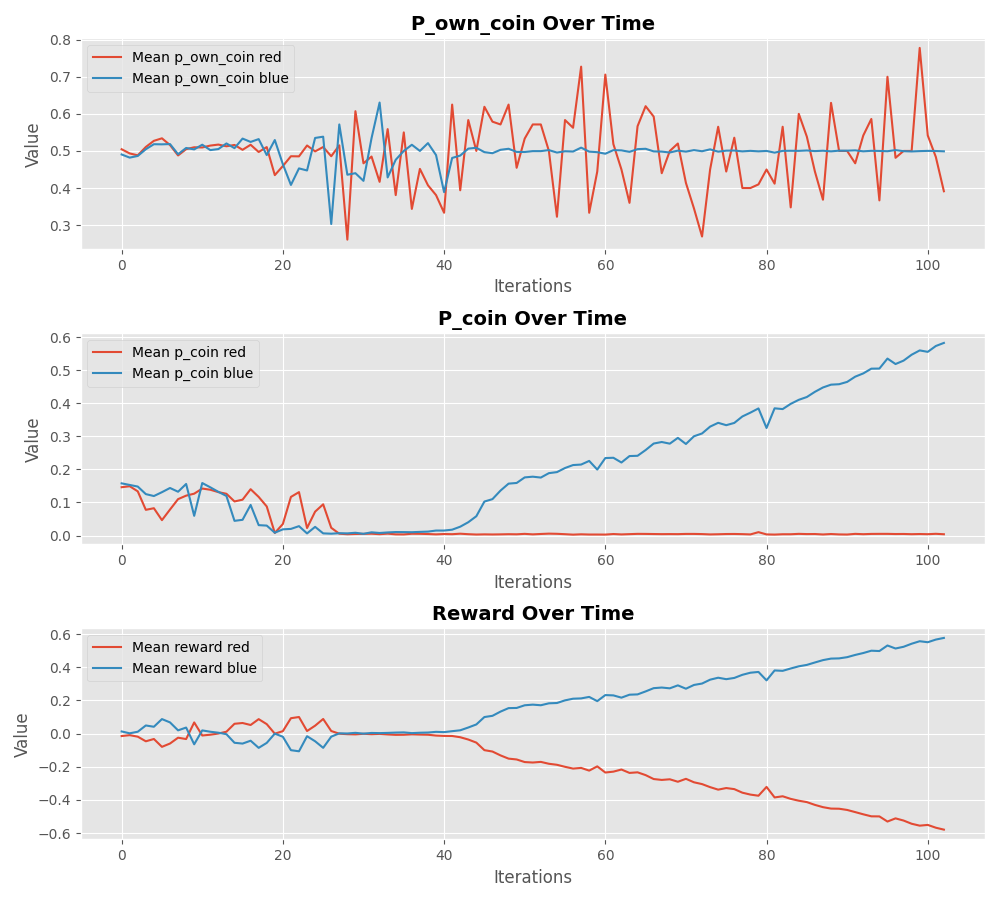 P_own_coin Over Time
0.8
0.7
0.6
0.5
0.4
0.3
Value
Mean p_own_coin red
Mean p_own_coin blue
0 20 40 60 80 100
Iterations
P_coin Over Time
0.6
0.5
0.4
0.3
0.2
0.1
0.0
Value
Mean p_coin red
Mean p_coin blue
0 20 40 60 80 100
Iterations
Reward Over Time
0.6
0.4
0.2
0.0
−0.2
−0.4
−0.6
Value
Mean reward red
Mean reward blue
0 20 40 60 80 100
Iterations